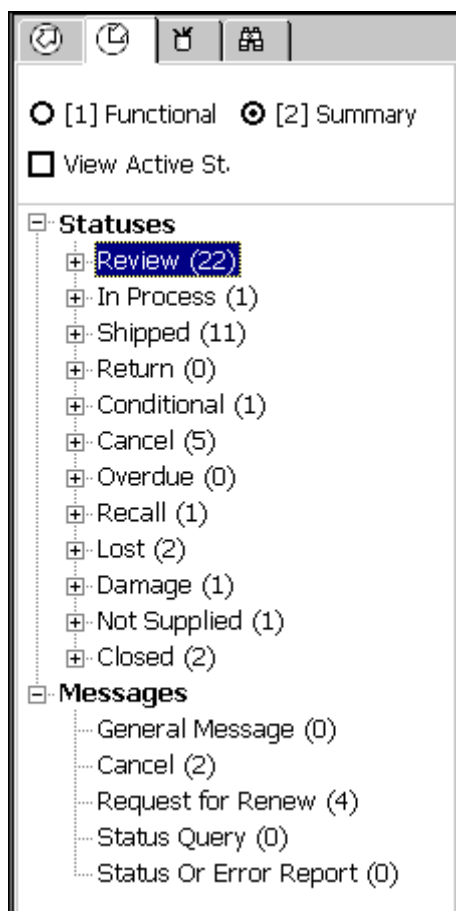 [1] Functional [2] Summary
View Active St.
Statuses
Review (22)
In Process (1)
Shipped (11)
Return (0)
Conditional (1)
Cancel (5)
Overdue (0)
Recall (1)
Lost (2)
Damage (1)
Not Supplied (1)
Closed (2)
Messages
General Message (0)
Cancel (2)
Request for Renew (4)
Status Query (0)
Status Or Error Report (0)